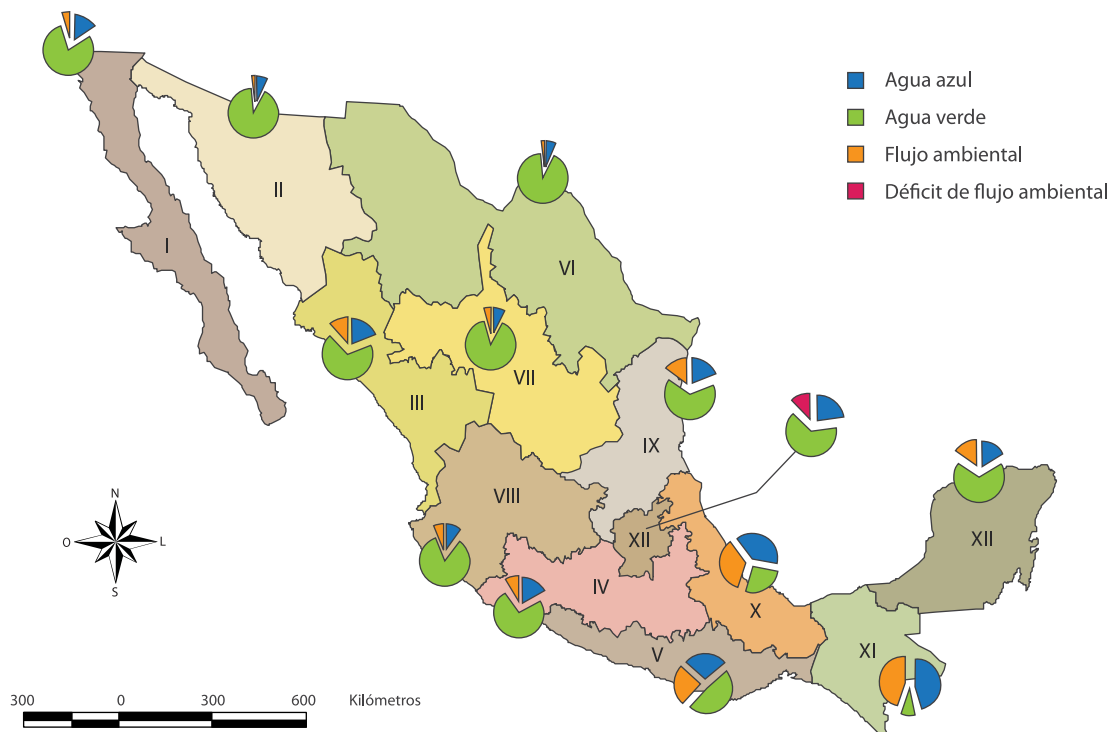 Agua azul
Agua verde
Flujo ambiental
Déficit de flujo ambiental
II
I
VI
VII
III
IX
VIII
XII
XII
IV
X
V
XI
N
O
L
S
300
0
300
600
Kilómetros